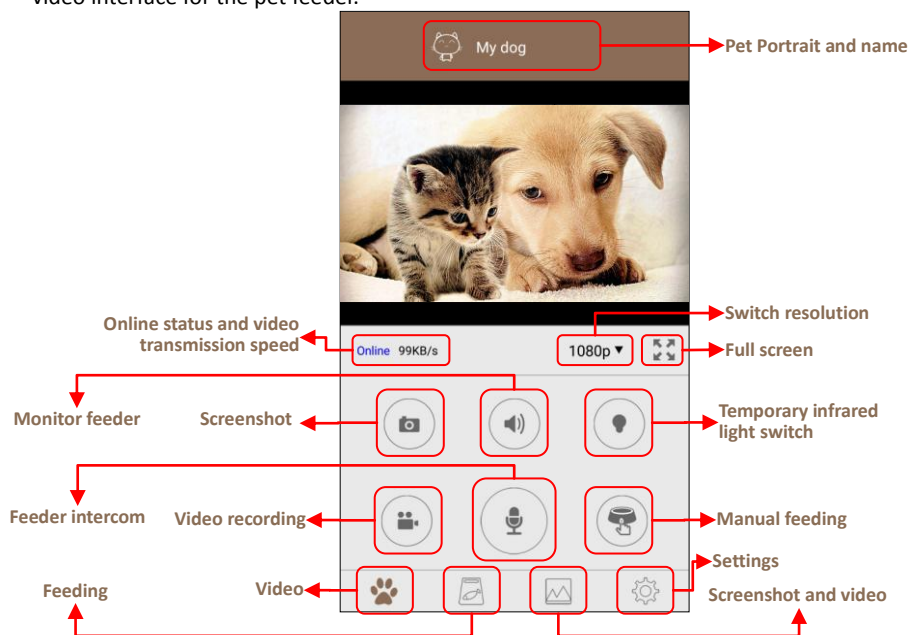 video interface for the pet feeder.
My dog
Pet Portrait and name
Switch resolution
Online status and video
transmission speed
Online 99KB/s
1080p
Full screen
Monitor feeder
Screenshot
Temporary infrared
light switch
Feeder intercom
Video recording
Manual feeding
Settings
Feeding
Video
Screenshot and video